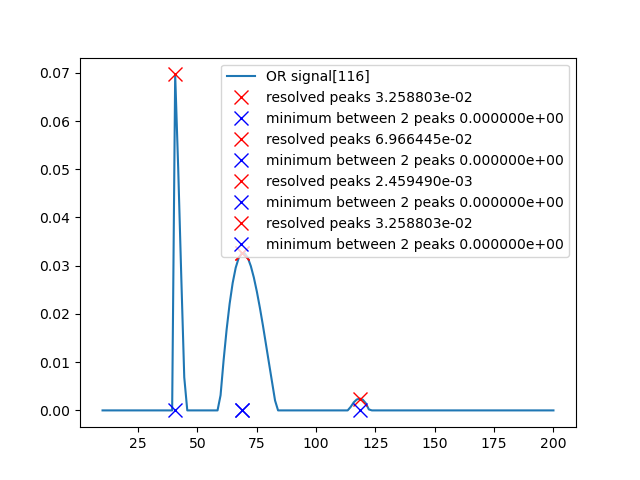 OR signal[116]
resolved peaks 3.258803e-02
minimum between 2 peaks 0.000000e+00
resolved peaks 6.966445e-02
minimum between 2 peaks 0.000000e+00
resolved peaks 2.459490e-03
minimum between 2 peaks 0.000000e+00
resolved peaks 3.258803e-02
minimum between 2 peaks 0.000000e+00
0.07
0.06
0.05
0.04
0.03
0.02
0.01
0.00
25 50 75 100 125 150 175 200